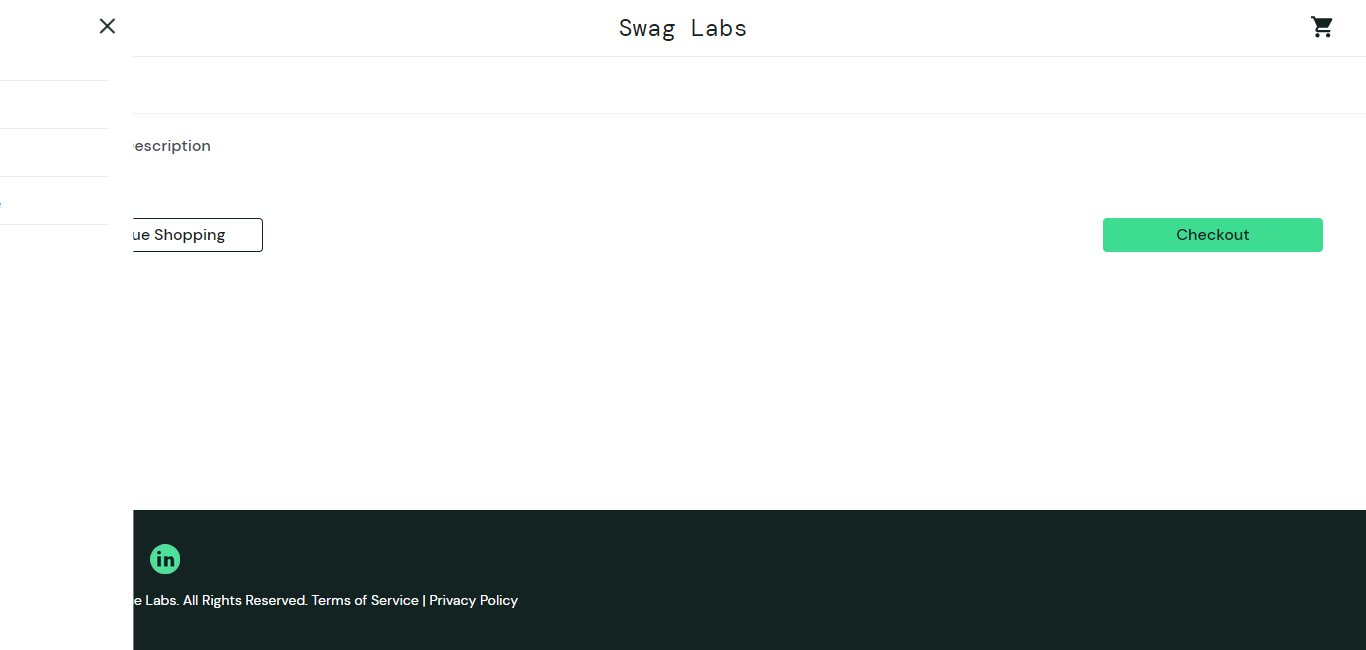 Swag Labs
escription
ue Shopping
Checkout
in
e Labs. All Rights Reserved. Terms of Service | Privacy Policy